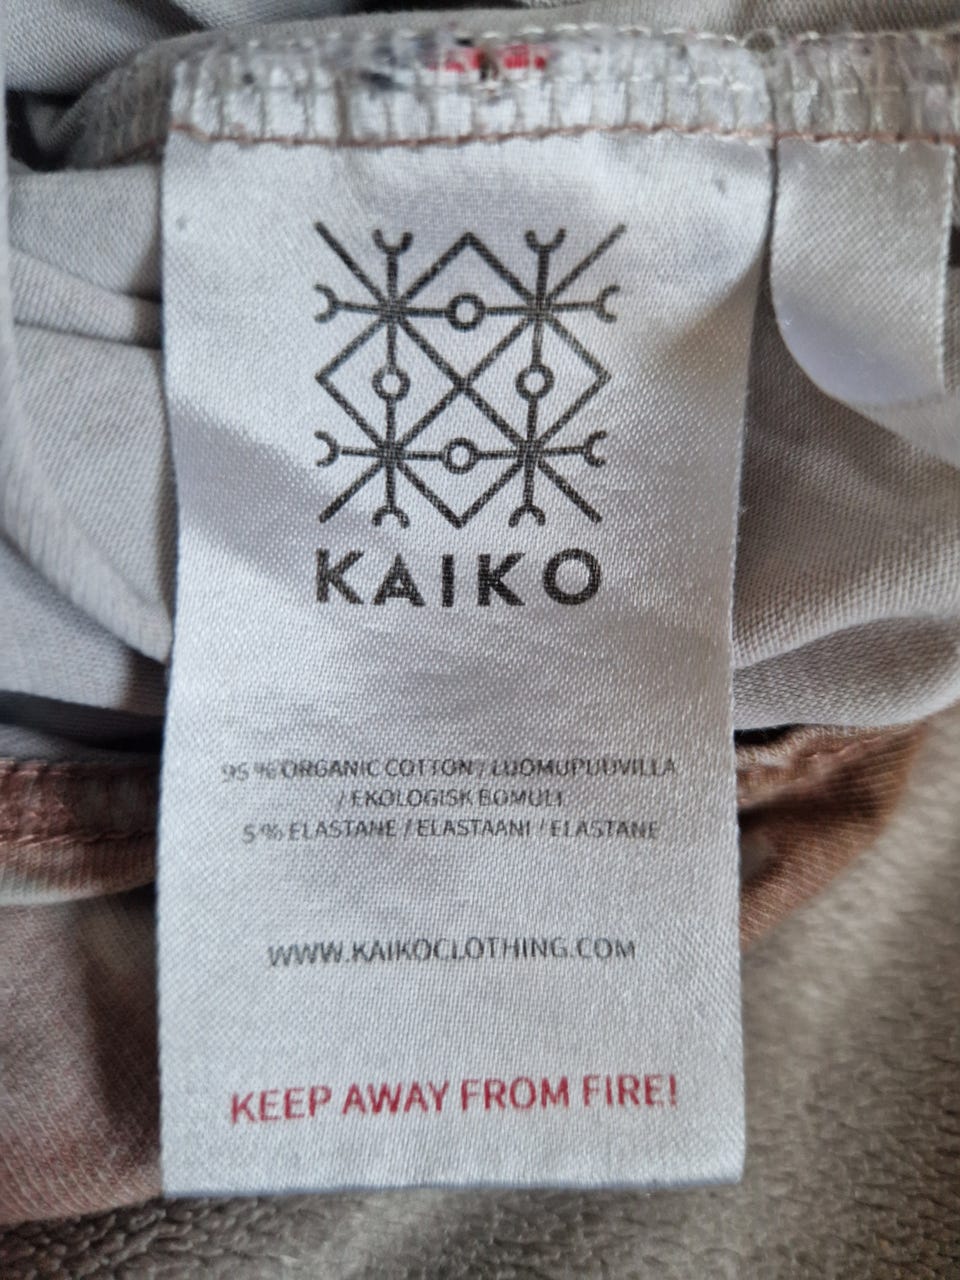 KAIKO
95 % ORGANIC COTTON / LUOMUPUUVILLA
/ EKOLOGISK BOMULL
5 % ELASTANE / ELASTAANI / ELASTANE
WWW.KAIKOCLOTHING.COM
KEEP AWAY FROM FIRE!